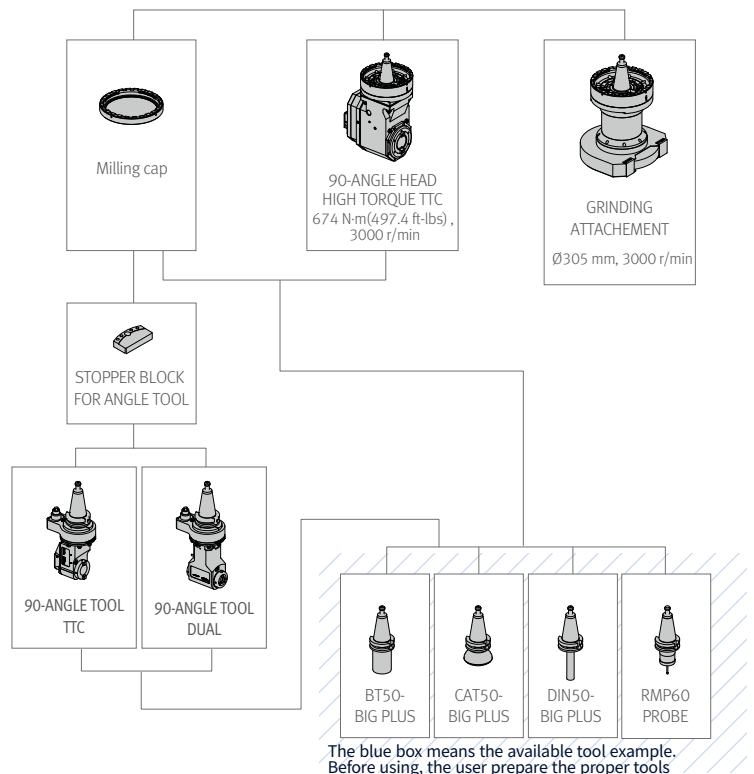 Milling cap
90-ANGLE HEAD
HIGH TORQUE TTC
674 N·m(497.4 ft-lbs) ,
3000 r/min
GRINDING
ATTACHEMENT
Ø305 mm, 3000 r/min
STOPPER BLOCK
FOR ANGLE TOOL
90-ANGLE TOOL
TTC
90-ANGLE TOOL
DUAL
BT50-
BIG PLUS
CAT50-
BIG PLUS
DIN50-
BIG PLUS
RMP60
PROBE
The blue box means the available tool example.
Before using, the user prepare the proper tools